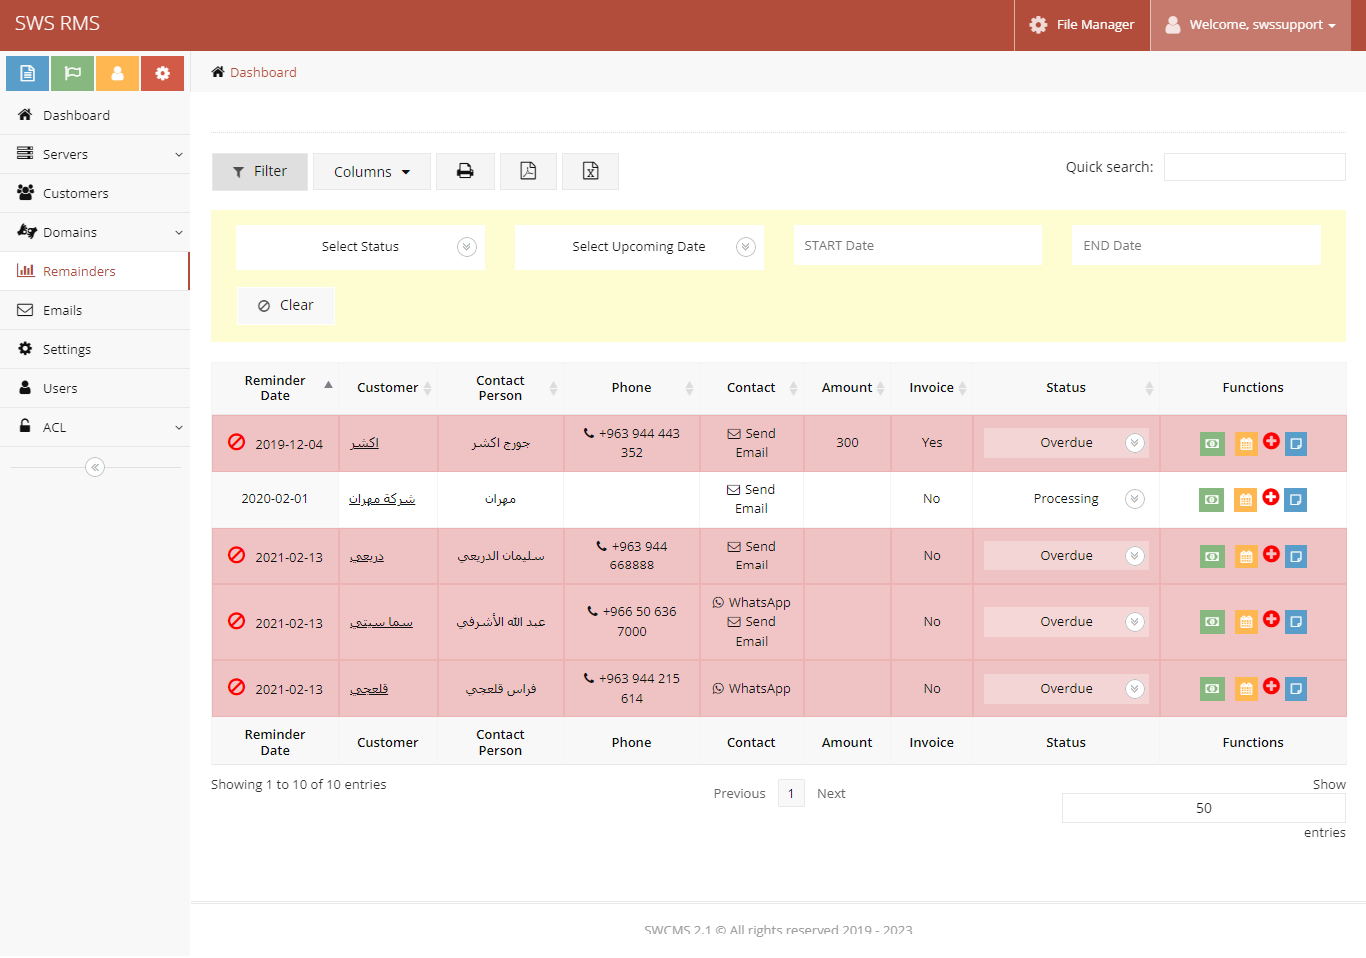 SWS RMS
File Manager
Welcome, swssupport
Dashboard
Dashboard
Servers
Customers
Domains
Remainders
Emails
Settings
Users
ACL
Filter
Columns
Quick search:
Select Status
Select Upcoming Date
START Date
END Date
Clear
Reminder Date Customer Contact Person Phone Contact Amount Invoice Status Functions
2019-12-04 اكشر جورج اكشر +963 944 443 352 Send Email 300 Yes Overdue
2020-02-01 شركة مهران مهران Send Email No Processing
2021-02-13 دريعي سليمان الدريعي +963 944 668888 Send Email No Overdue
2021-02-13 سما سيتي عبد الله الأشرفي +966 50 636 7000 WhatsApp Send Email No Overdue
2021-02-13 قلعجي فراس قلعجي +963 944 215 614 WhatsApp No Overdue
Reminder Date Customer Contact Person Phone Contact Amount Invoice Status Functions
Showing 1 to 10 of 10 entries
Previous 1 Next
Show
50
entries
SWCMS 2.1 © All rights reserved 2019 - 2023